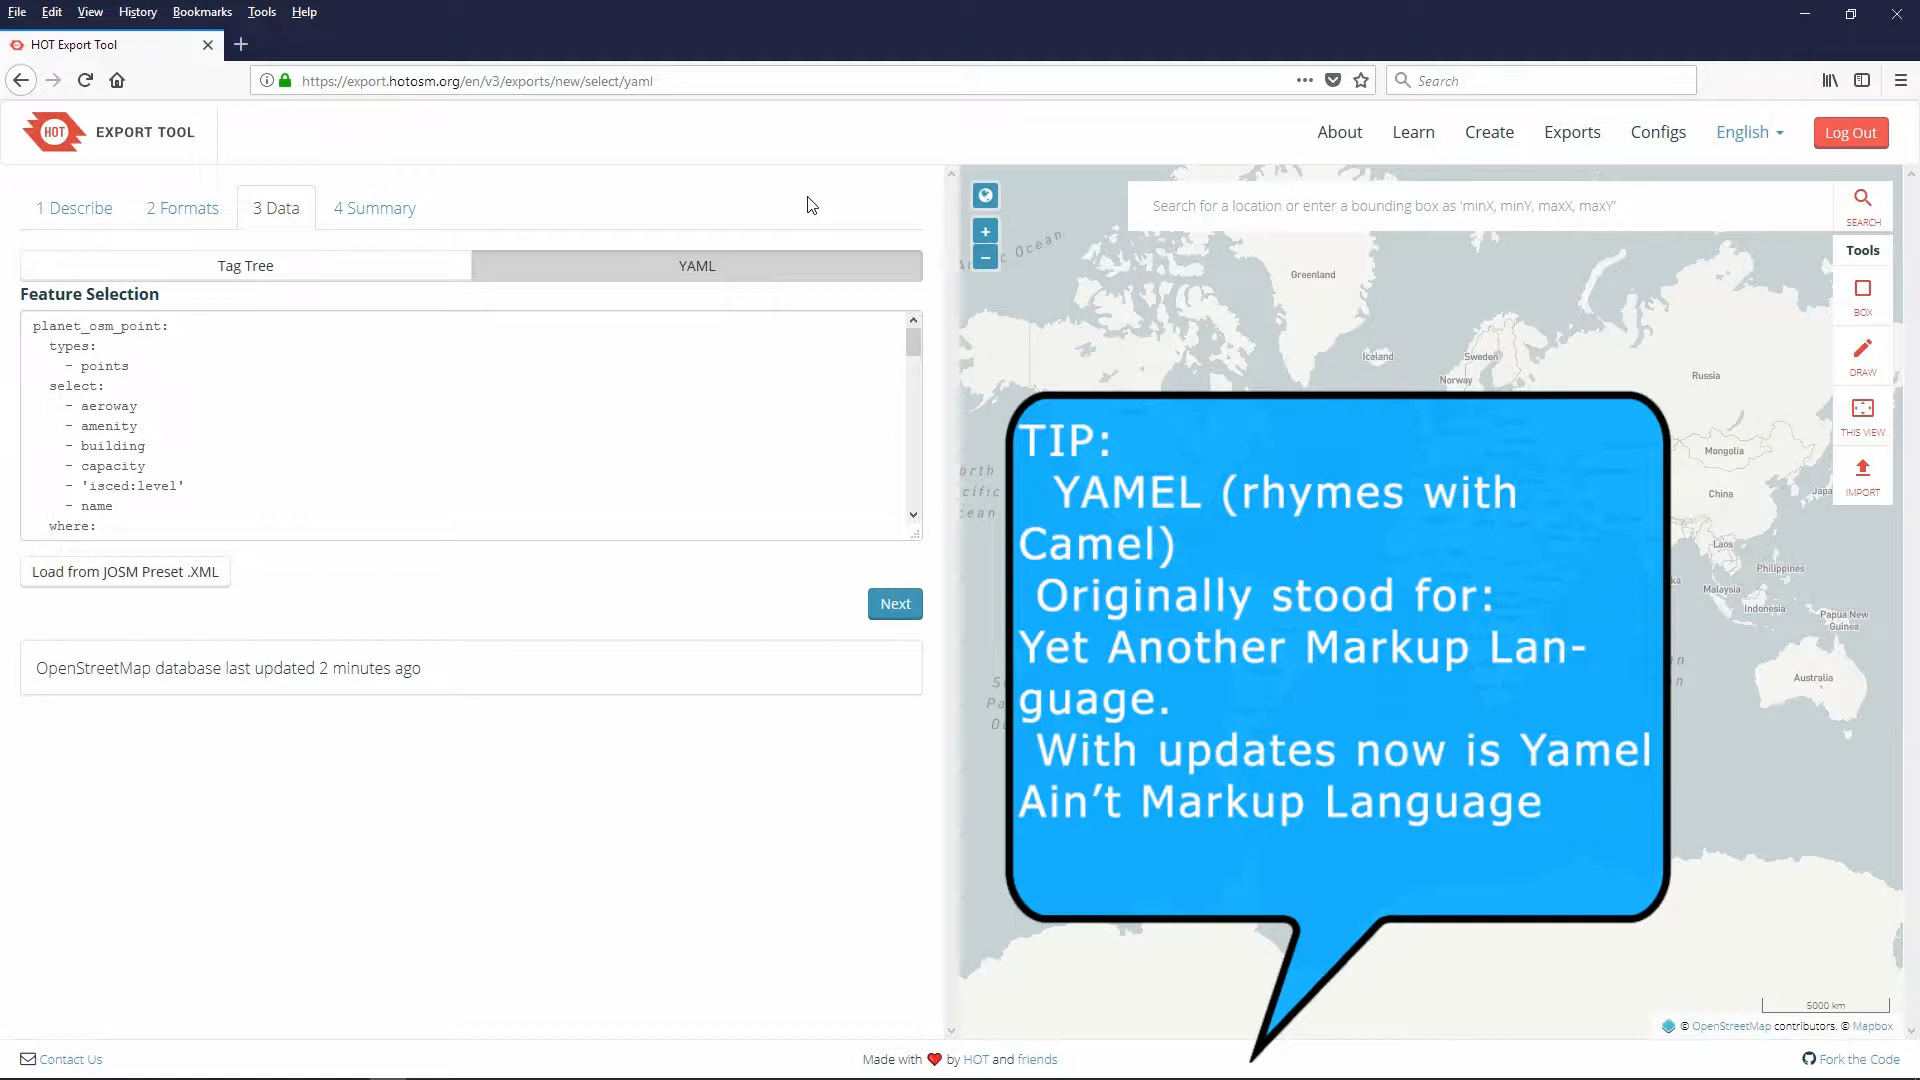 File Edit View History Bookmarks Tools Help
HOT Export Tool
https://export.hotosm.org/en/v3/exports/new/select/yaml
Search
HOT EXPORT TOOL
About Learn Create Exports Configs English Log Out
1 Describe 2 Formats 3 Data 4 Summary
Search for a location or enter a bounding box as 'minX, minY, maxX, maxY'
SEARCH
Tools
BOX
DRAW
THIS VIEW
IMPORT
Tag Tree YAML
Feature Selection
planet_osm_point:
types:
- points
select:
- aeroway
- amenity
- building
- capacity
- 'isced:level'
- name
where:
Load from JOSM Preset .XML
Next
OpenStreetMap database last updated 2 minutes ago
Ocean
Greenland
Iceland
Sweden
Norway
Russia
Mongolia
China
Laos
Philippines
Malaysia
Indonesia
Papua New
Guinea
Australia
TIP:
YAMEL (rhymes with
Camel)
Originally stood for:
Yet Another Markup Lan-
guage.
With updates now is Yamel
Ain’t Markup Language
5000 km
© OpenStreetMap contributors. © Mapbox
Contact Us
Made with ❤ by HOT and friends
Fork the Code